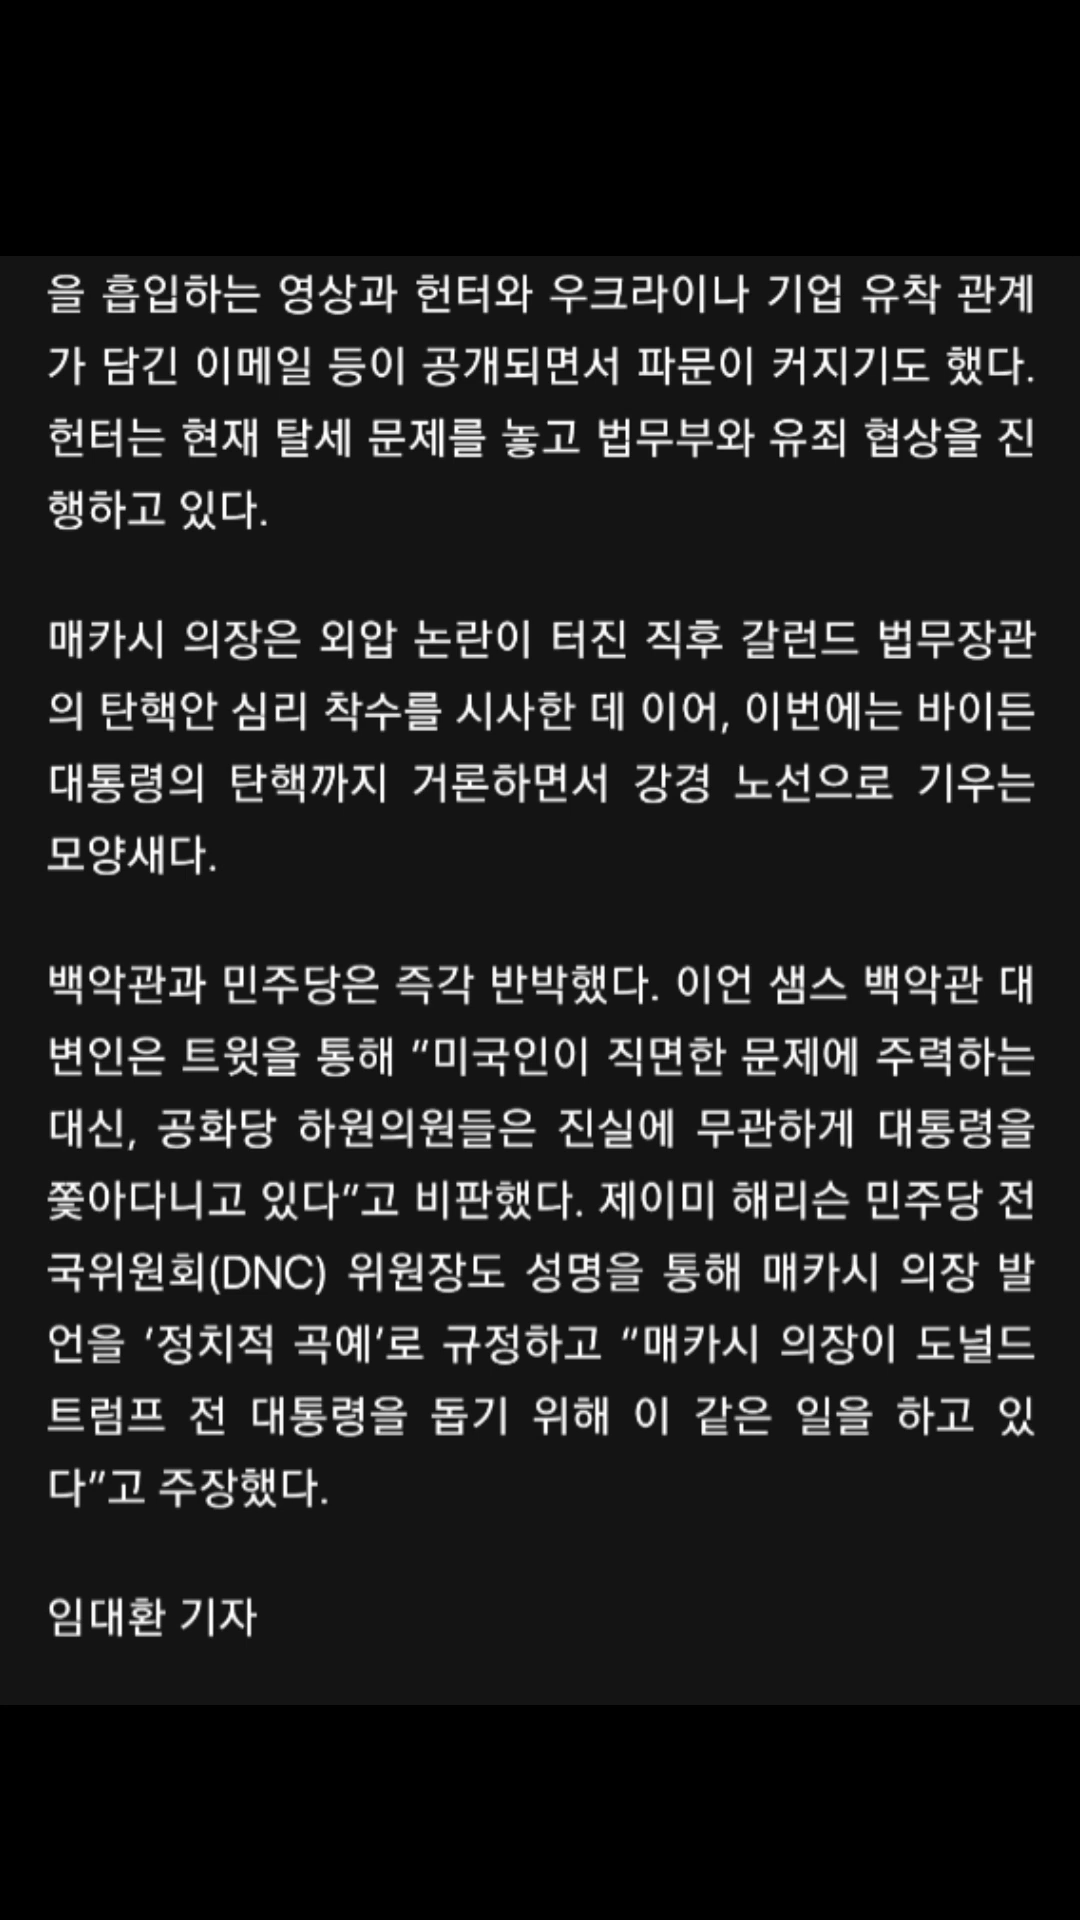 을 흡입하는 영상과 헌터와 우크라이나 기업 유착 관계
가 담긴 이메일 등이 공개되면서 파문이 커지기도 했다.
헌터는 현재 탈세 문제를 놓고 법무부와 유죄 협상을 진
행하고 있다.
매카시 의장은 외압 논란이 터진 직후 갈런드 법무장관
의 탄핵안 심리 착수를 시사한 데 이어, 이번에는 바이든
대통령의 탄핵까지 거론하면서 강경 노선으로 기우는
모양새다.
백악관과 민주당은 즉각 반박했다. 이언 샘스 백악관 대
변인은 트윗을 통해 “미국인이 직면한 문제에 주력하는
대신, 공화당 하원의원들은 진실에 무관하게 대통령을
쫓아다니고 있다”고 비판했다. 제이미 해리슨 민주당 전
국위원회(DNC) 위원장도 성명을 통해 매카시 의장 발
언을 ‘정치적 곡예’로 규정하고 “매카시 의장이 도널드
트럼프 전 대통령을 돕기 위해 이 같은 일을 하고 있
다”고 주장했다.
임대환 기자